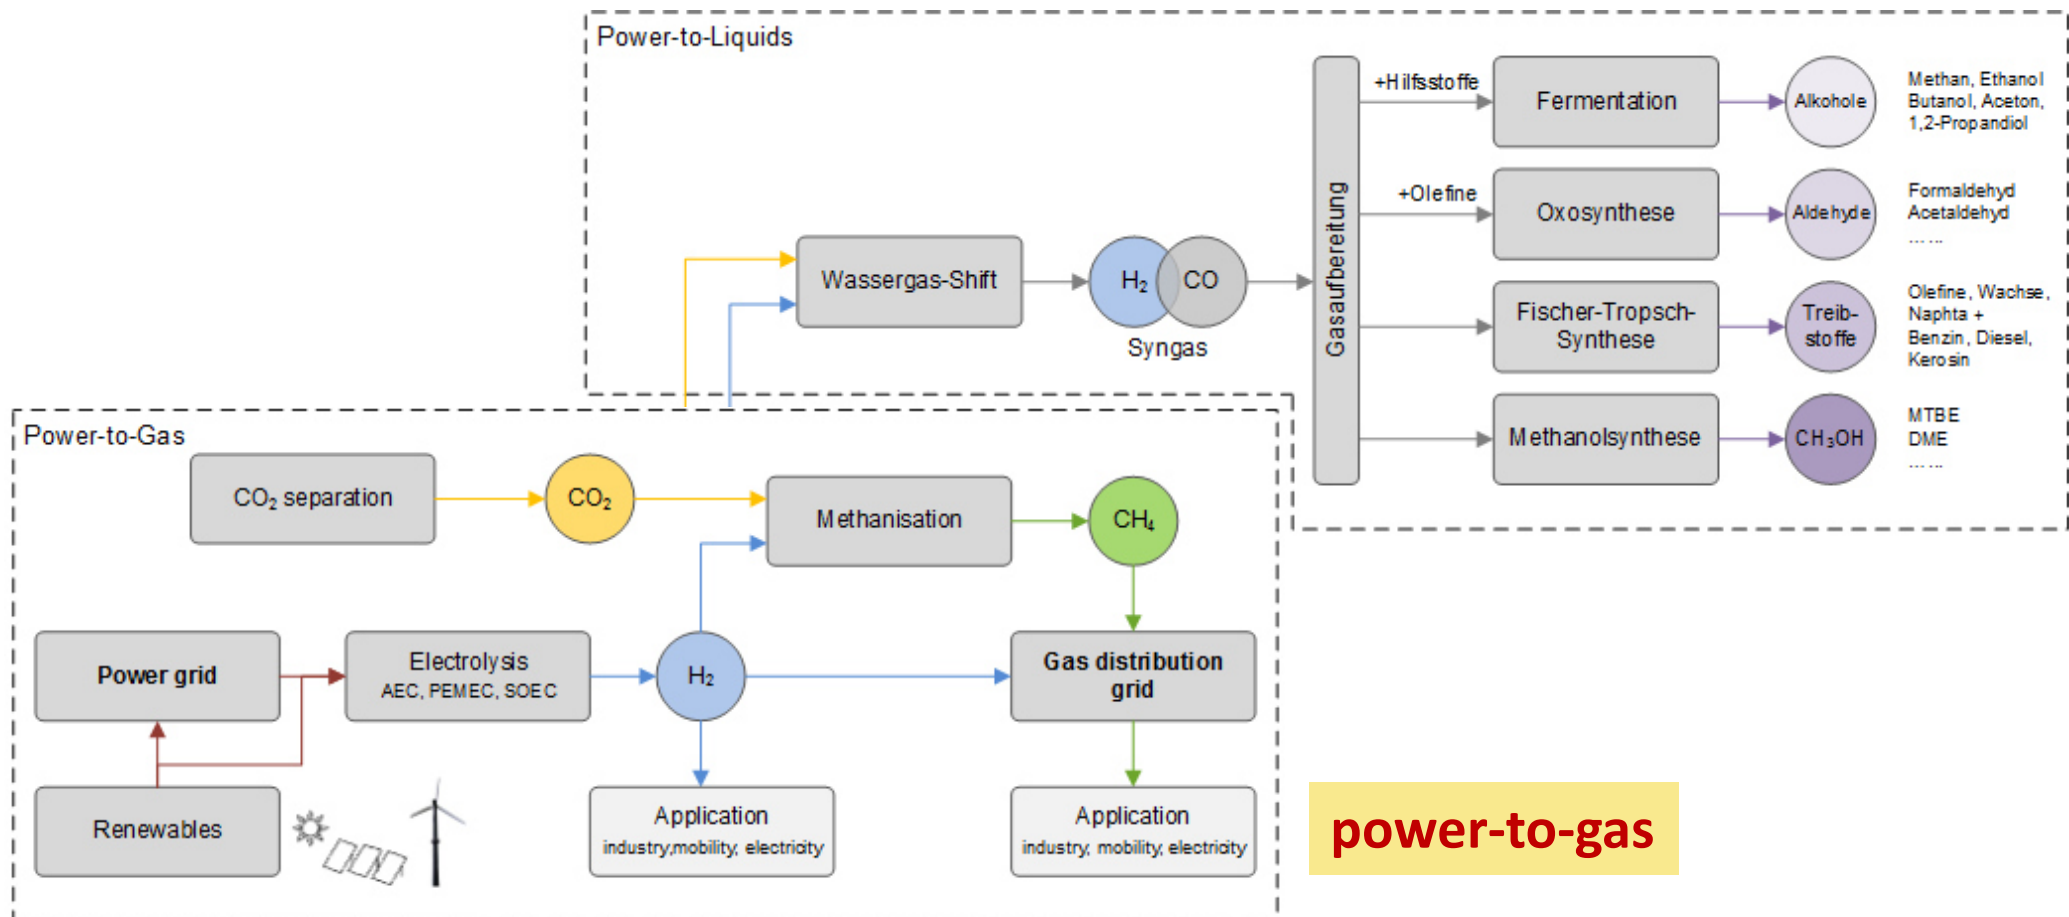 Power-to-Liquids
+Hilfsstoffe
Fermentation
Alkohole
Methan, Ethanol
Butanol, Aceton,
1,2-Propandiol
+Olefine
Oxosynthese
Aldehyde
Formaldehyd
Acetaldehyd
... ...
Gasaufbereitung
Wassergas-Shift
H₂
CO
Syngas
Fischer-Tropsch-
Synthese
Treib-
stoffe
Olefine, Wachse,
Naphta +
Benzin, Diesel,
Kerosin
Methanolsynthese
CH₃OH
MTBE
DME
... ...
Power-to-Gas
CO₂ separation
CO₂
Methanisation
CH₄
Power grid
Electrolysis
AEC, PEMEC, SOEC
H₂
Gas distribution
grid
Renewables
Application
industry,mobility, electricity
Application
industry, mobility, electricity
power-to-gas